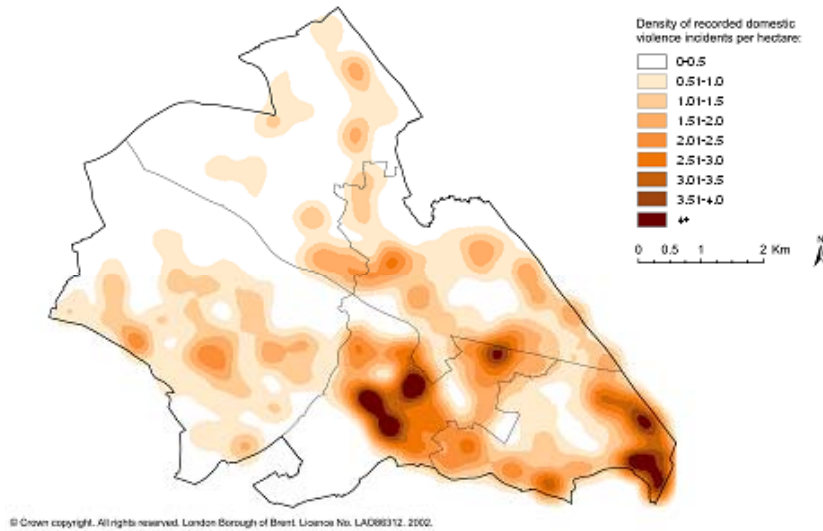 Density of recorded domestic
violence incidents per hectare:
0-0.5
0.51-1.0
1.01-1.5
1.51-2.0
2.01-2.5
2.51-3.0
3.01-3.5
3.51-4.0
4+
0 0.5 1 2 Km
N
© Crown copyright. All rights reserved. London Borough of Brent. Licence No. LA086312. 2002.